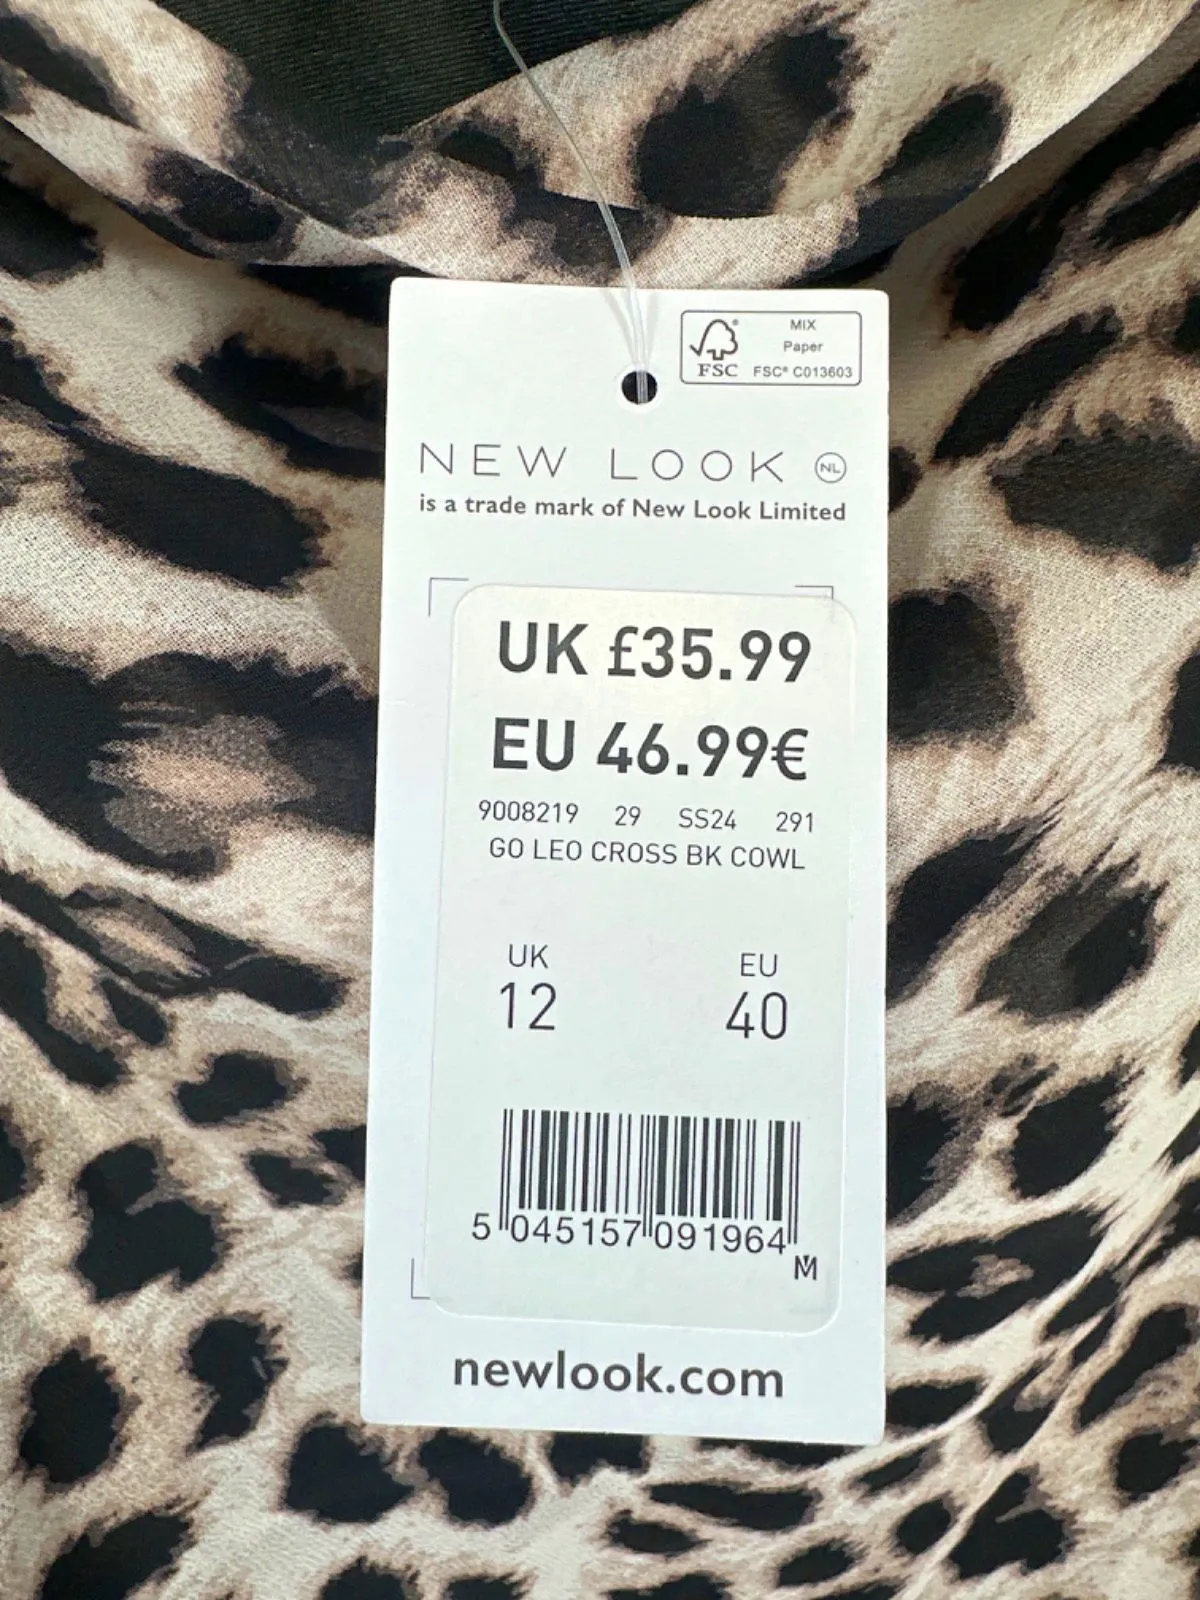 MIX
Paper
FSC® C013603
FSC
NEW LOOK NL
is a trade mark of New Look Limited
UK £35.99
EU 46.99€
9008219 29 SS24 291
GO LEO CROSS BK COWL
UK EU
12 40
5 045157 091964
M
newlook.com